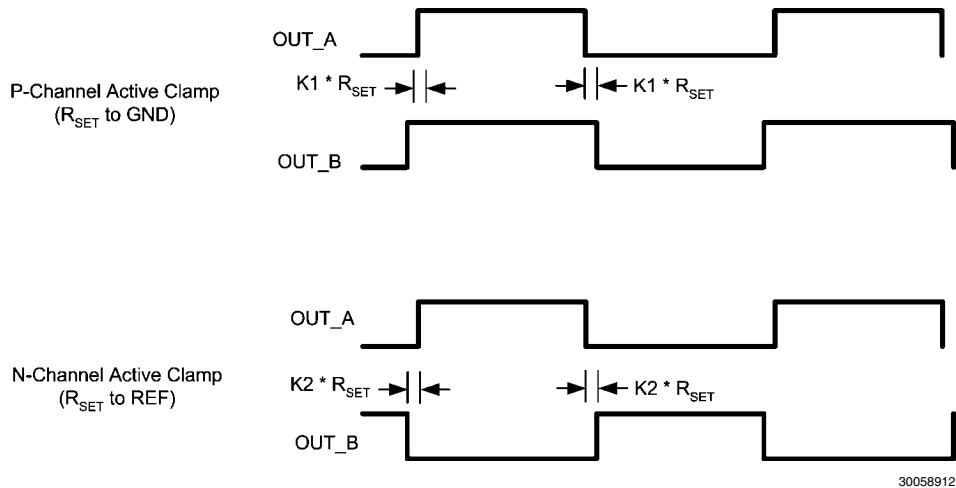 OUT_A
K1 * RSET
K1 * RSET
P-Channel Active Clamp
(RSET to GND)
OUT_B
OUT_A
N-Channel Active Clamp
(RSET to REF)
K2 * RSET
K2 * RSET
OUT_B
30058912